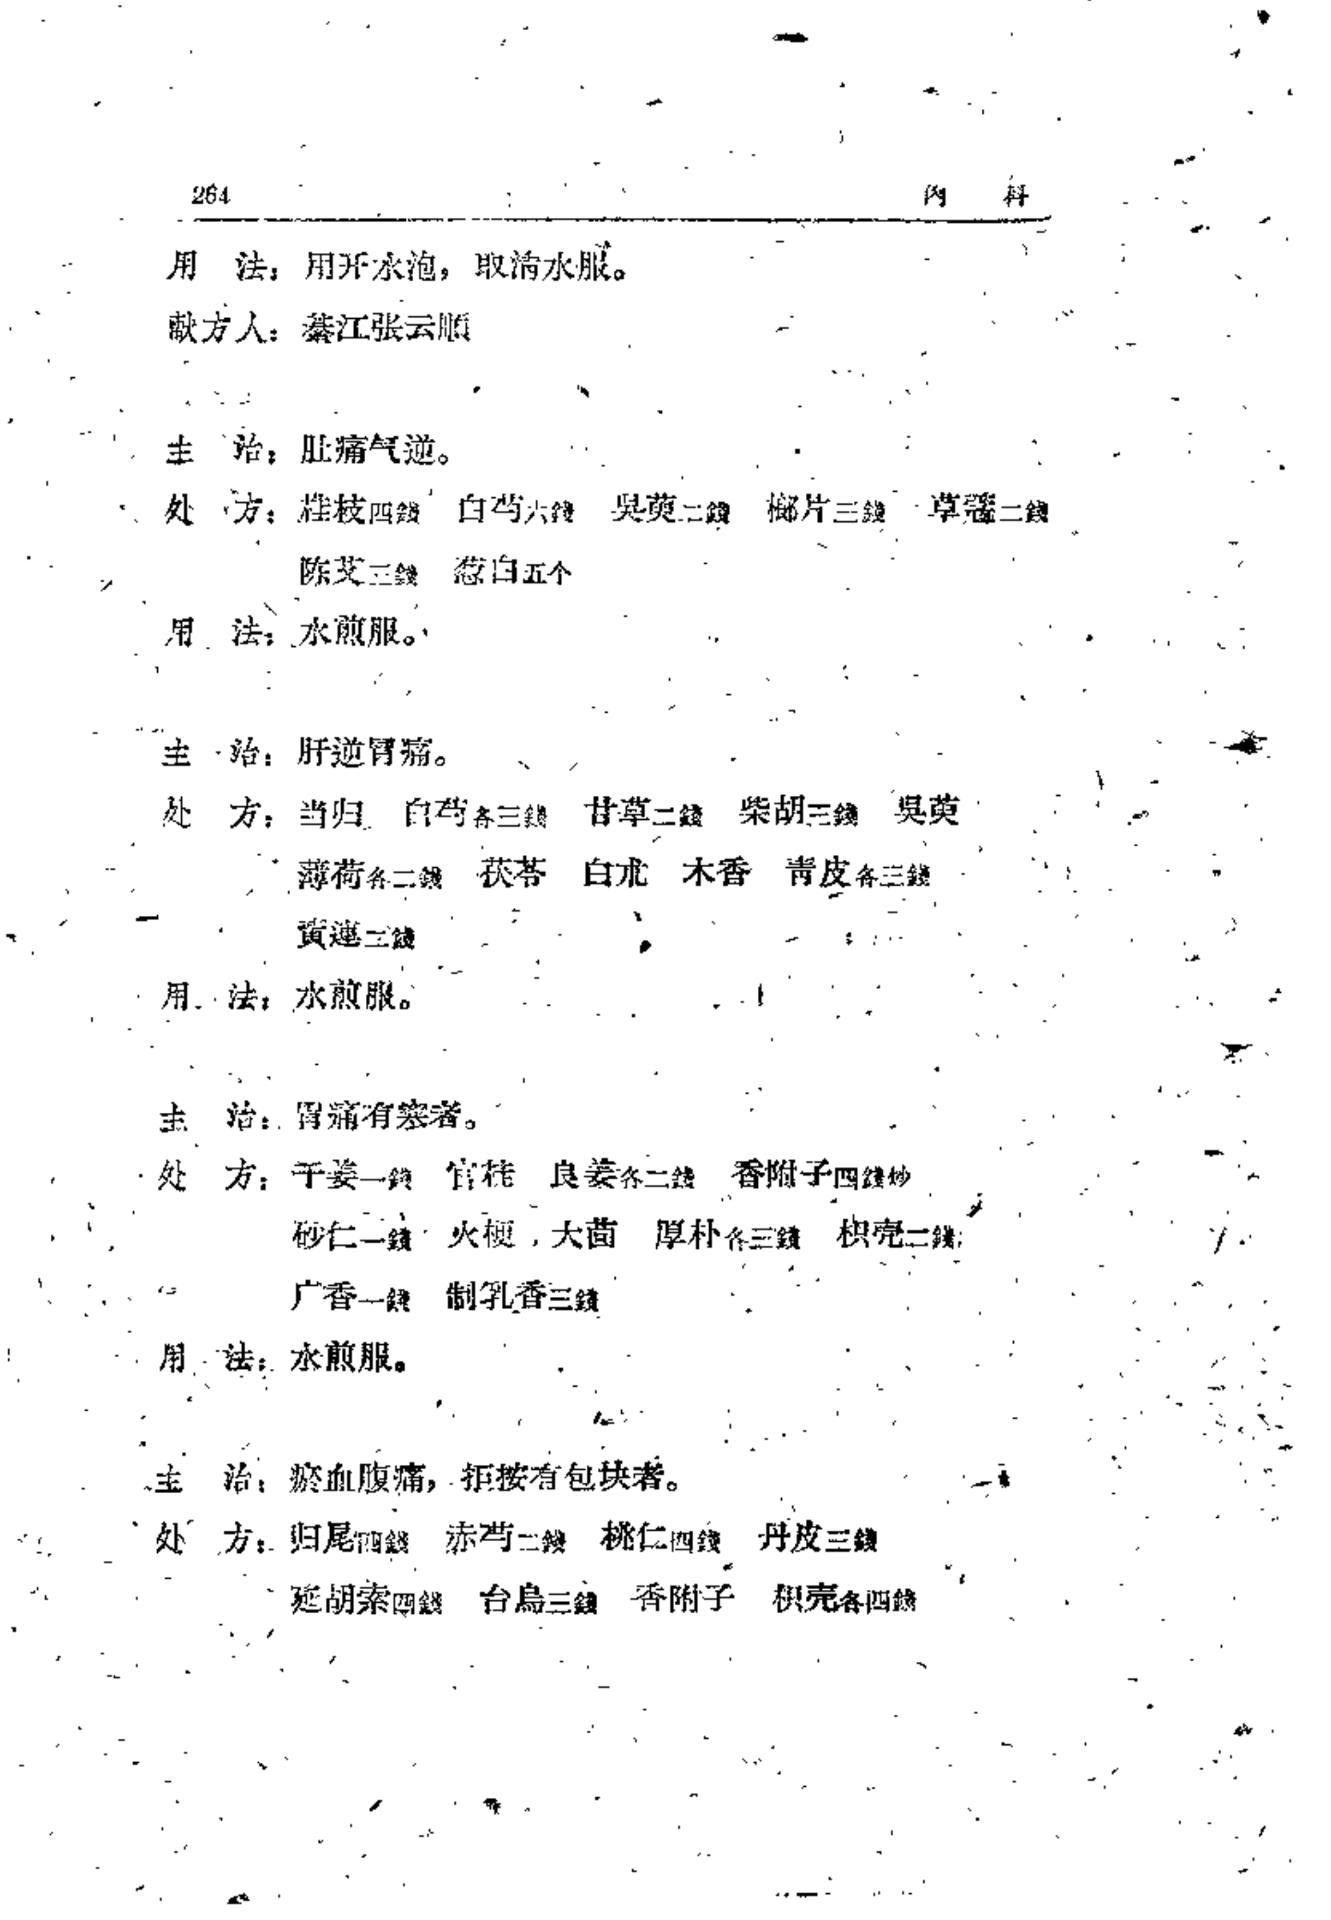 264 內 科
用 法：用开水泡，取清水服。
献方人：綦江张云順
主 治：肚痛气逆。
处 方：桂枝四錢 白芍六錢 吳萸二錢 榔片三錢 草蔻二錢
陈艾三錢 葱白五个
用 法：水煎服。
主 治：肝逆胃痛。
处 方：当归 白芍各三錢 甘草二錢 柴胡三錢 吳萸
薄荷各二錢 茯苓 白朮 木香 青皮各三錢
黃連三錢
用 法：水煎服。
主 治：胃痛有寒者。
处 方：干姜一錢 官桂 良姜各二錢 香附子四錢炒
砂仁一錢 火梗 大茴 厚朴各三錢 枳壳二錢
广香一錢 制乳香三錢
用 法：水煎服。
主 治：瘀血腹痛，拒按有包块者。
处 方：归尾四錢 赤芍二錢 桃仁四錢 丹皮三錢
延胡索四錢 台烏三錢 香附子 枳壳各四錢